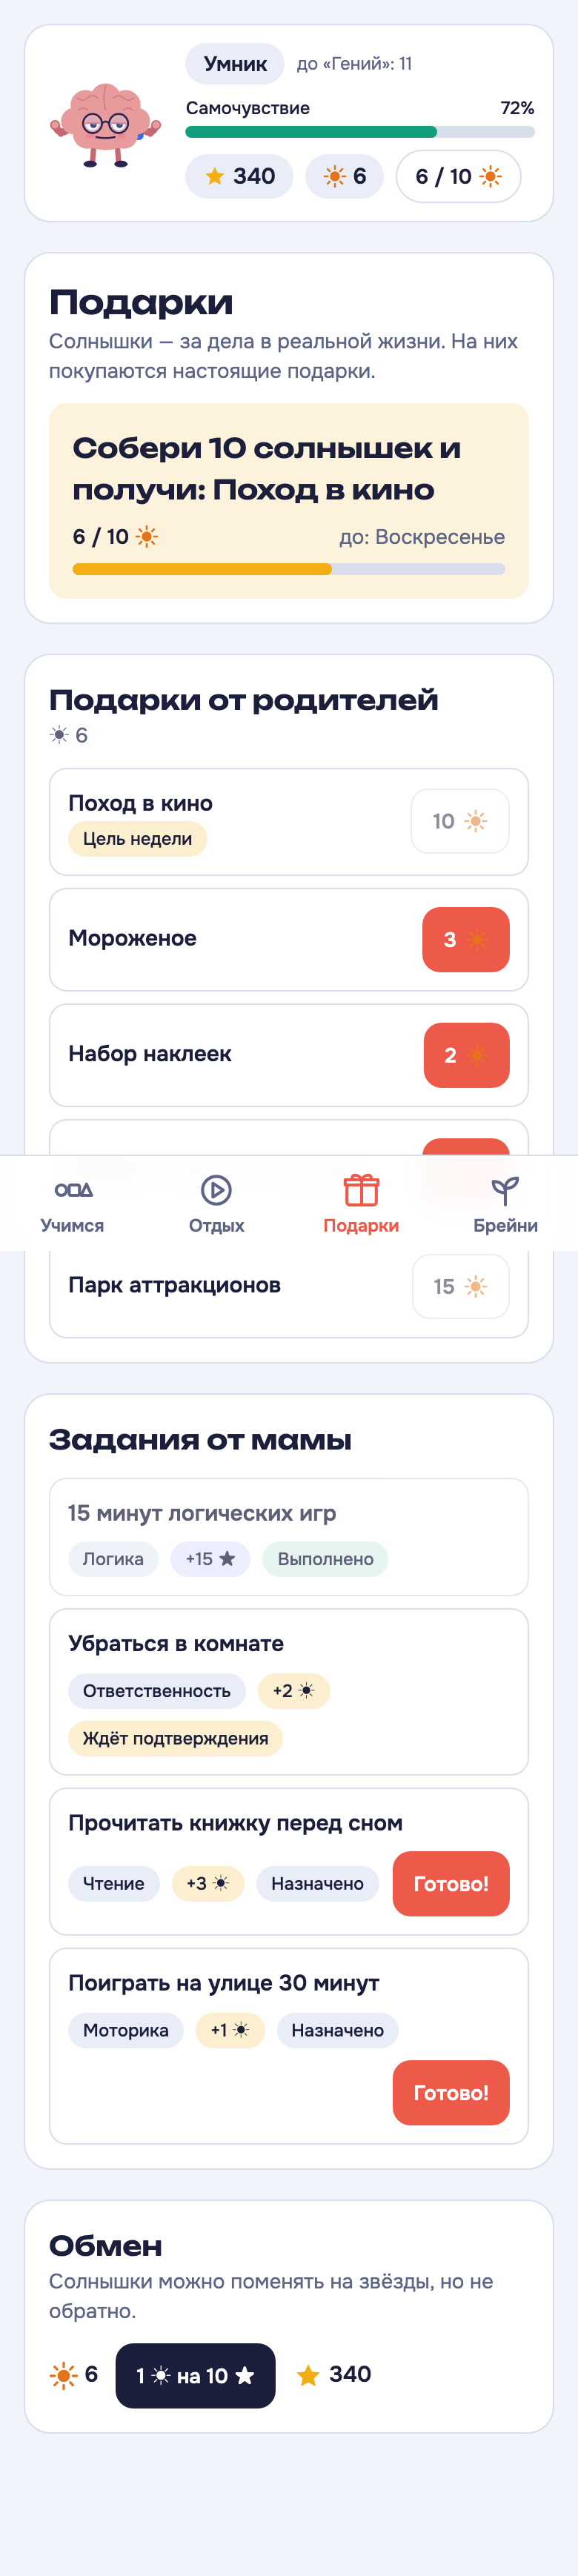 Умник до «Гений»: 11
Самочувствие 72%
340 6 6 / 10
Подарки
Солнышки — за дела в реальной жизни. На них
покупаются настоящие подарки.
Собери 10 солнышек и
получи: Поход в кино
6 / 10 до: Воскресенье
Подарки от родителей
☀ 6
Поход в кино 10
Цель недели
Мороженое 3
Набор наклеек 2
Учимся Отдых Подарки Брейни
Парк аттракционов 15
Задания от мамы
15 минут логических игр
Логика +15 ★ Выполнено
Убраться в комнате
Ответственность +2 ☀
Ждёт подтверждения
Прочитать книжку перед сном
Чтение +3 ☀ Назначено Готово!
Поиграть на улице 30 минут
Моторика +1 ☀ Назначено
Готово!
Обмен
Солнышки можно поменять на звёзды, но не
обратно.
6 1 ☀ на 10 ★ 340